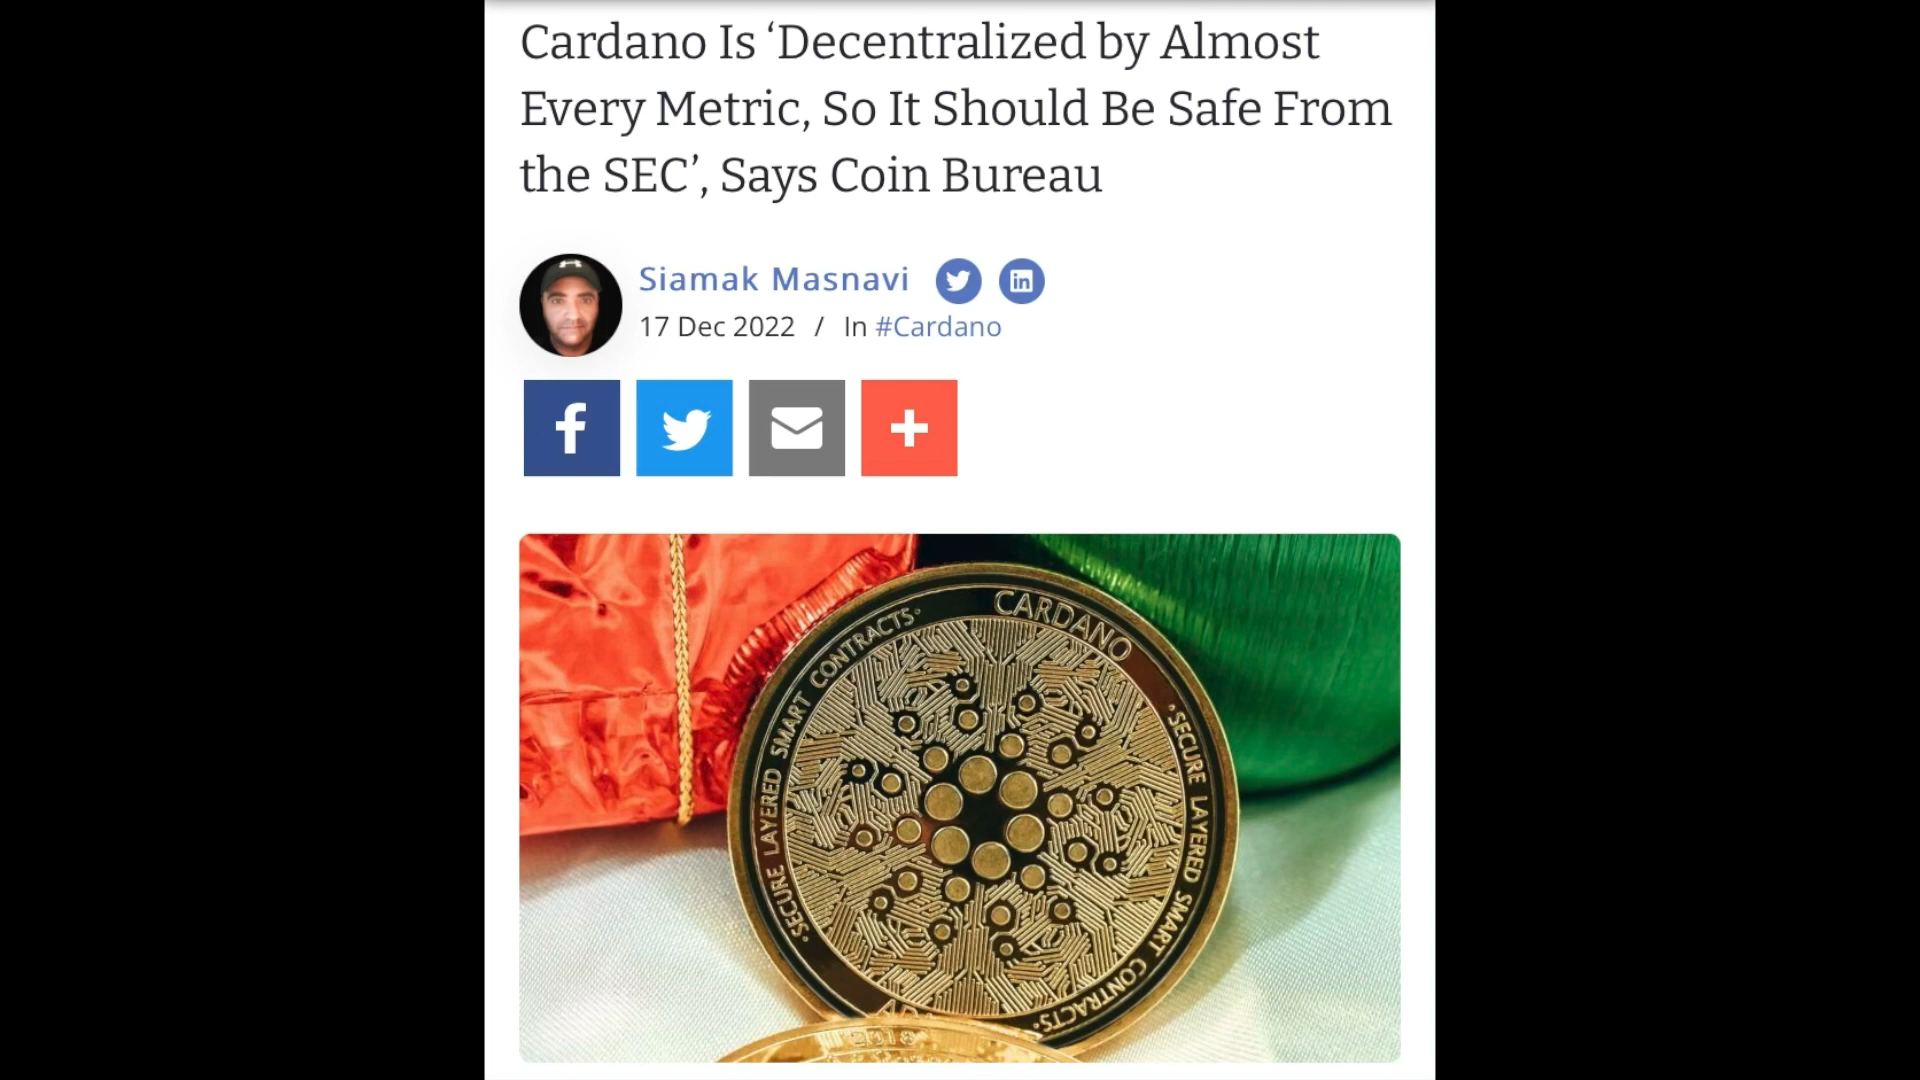 Cardano Is ‘Decentralized by Almost
Every Metric, So It Should Be Safe From
the SEC’, Says Coin Bureau
Siamak Masnavi
17 Dec 2022 / In #Cardano
CARDANO
•SECURE LAYERED SMART CONTRACTS•
•SECURE LAYERED SMART CONTRACTS•
2018